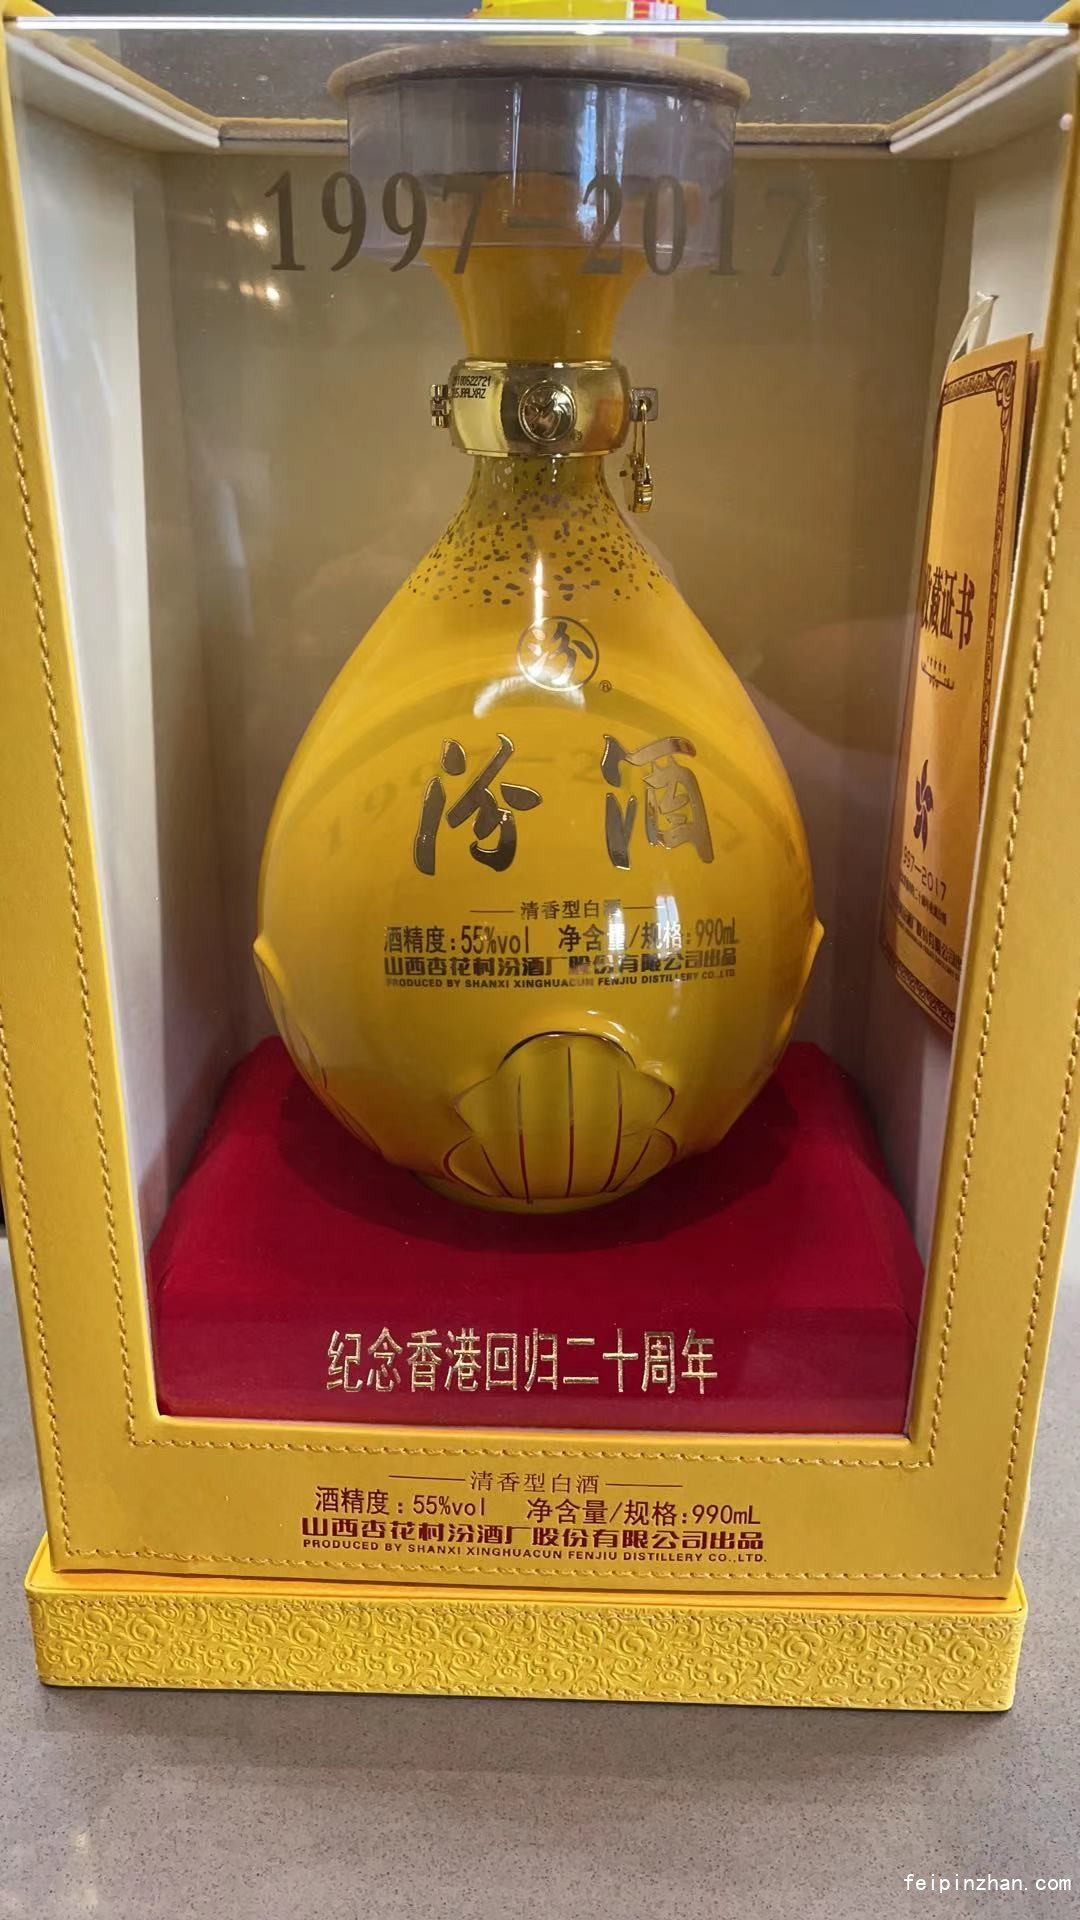 1997-2017
汾
®
汾酒
清香型白酒
酒精度:55%vol 净含量/规格:990mL
山西杏花村汾酒厂股份有限公司出品
PRODUCED BY SHANXI XINGHUACUN FENJIU DISTILLERY CO.,LTD.
藏证书
1997-2017
纪念香港回归二十周年
清香型白酒
酒精度:55%vol 净含量/规格:990mL
山西杏花村汾酒厂股份有限公司出品
PRODUCED BY SHANXI XINGHUACUN FENJIU DISTILLERY CO.,LTD.
feipinzhan.com